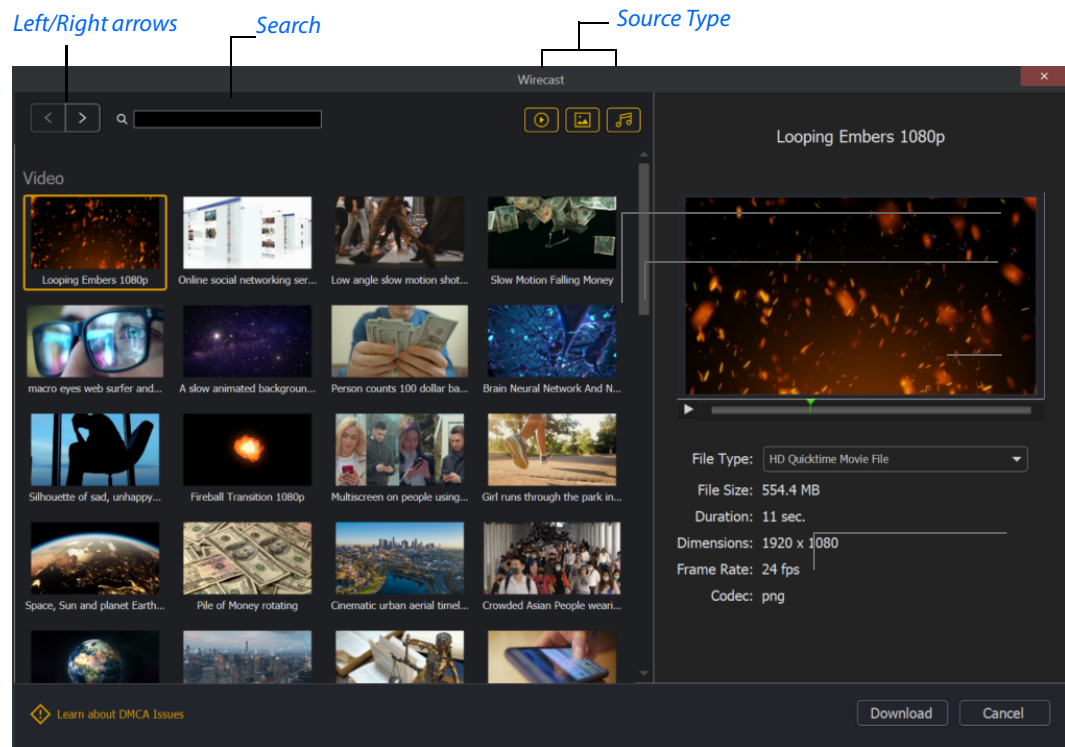 Left/Right arrows
Search
Source Type
Wirecast
Looping Embers 1080p
Video
Looping Embers 1080p
Online social networking ser...
Low angle slow motion shot...
Slow Motion Falling Money
macro eyes web surfer and...
A slow animated backgroun...
Person counts 100 dollar ba...
Brain Neural Network And N...
Silhouette of sad, unhappy...
Fireball Transition 1080p
Multiscreen on people using...
Girl runs through the park in...
Space, Sun and planet Earth...
Pile of Money rotating
Cinematic urban aerial timel...
Crowded Asian People weari...
File Type: HD Quicktime Movie File
File Size: 554.4 MB
Duration: 11 sec.
Dimensions: 1920 x 1080
Frame Rate: 24 fps
Codec: png
Learn about DMCA Issues
Download
Cancel